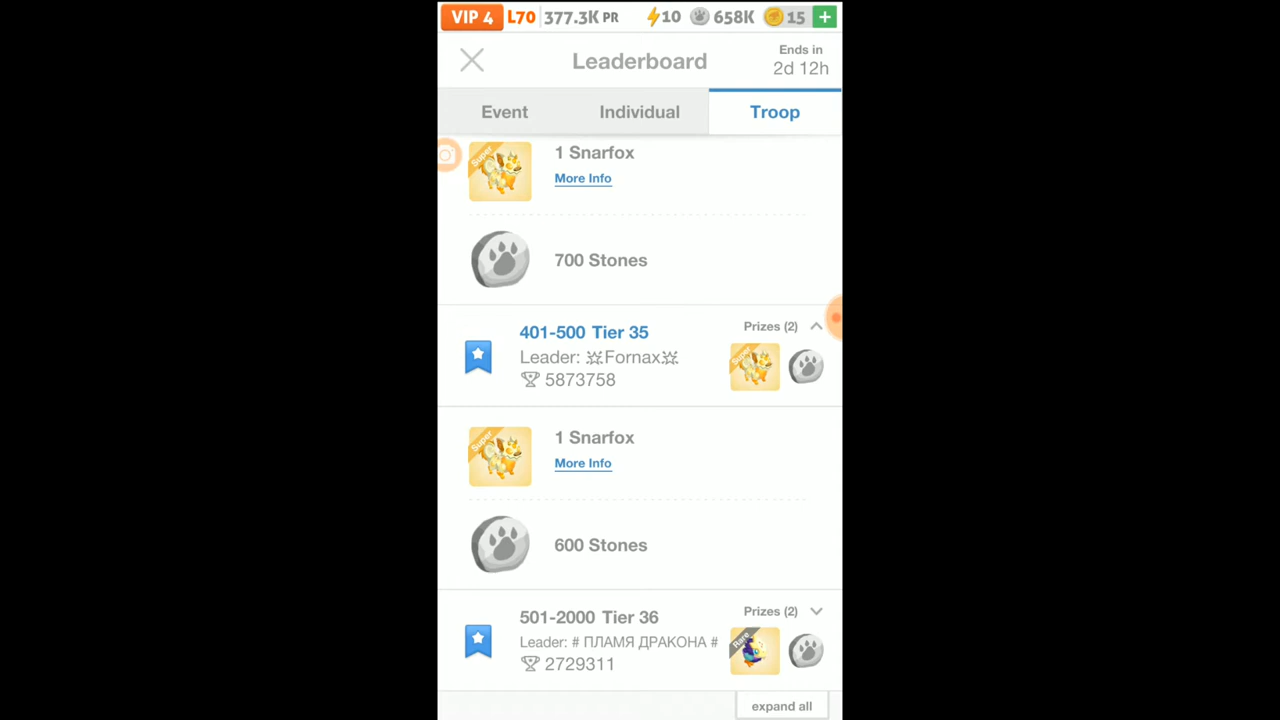 VIP 4 L70 377.3K PR 10 658K 15 +
Leaderboard
Ends in
2d 12h
Event Individual Troop
Super
1 Snarfox
More Info
700 Stones
401-500 Tier 35
Prizes (2)
Leader: ※Fornax※
5873758
Super
Super
1 Snarfox
More Info
600 Stones
501-2000 Tier 36
Prizes (2)
Leader: # ПЛАМЯ ДРАКОНА #
2729311
Rare
expand all